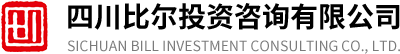 四川比尔投资咨询有限公司
SICHUAN BILL INVESTMENT CONSULTING CO., LTD.